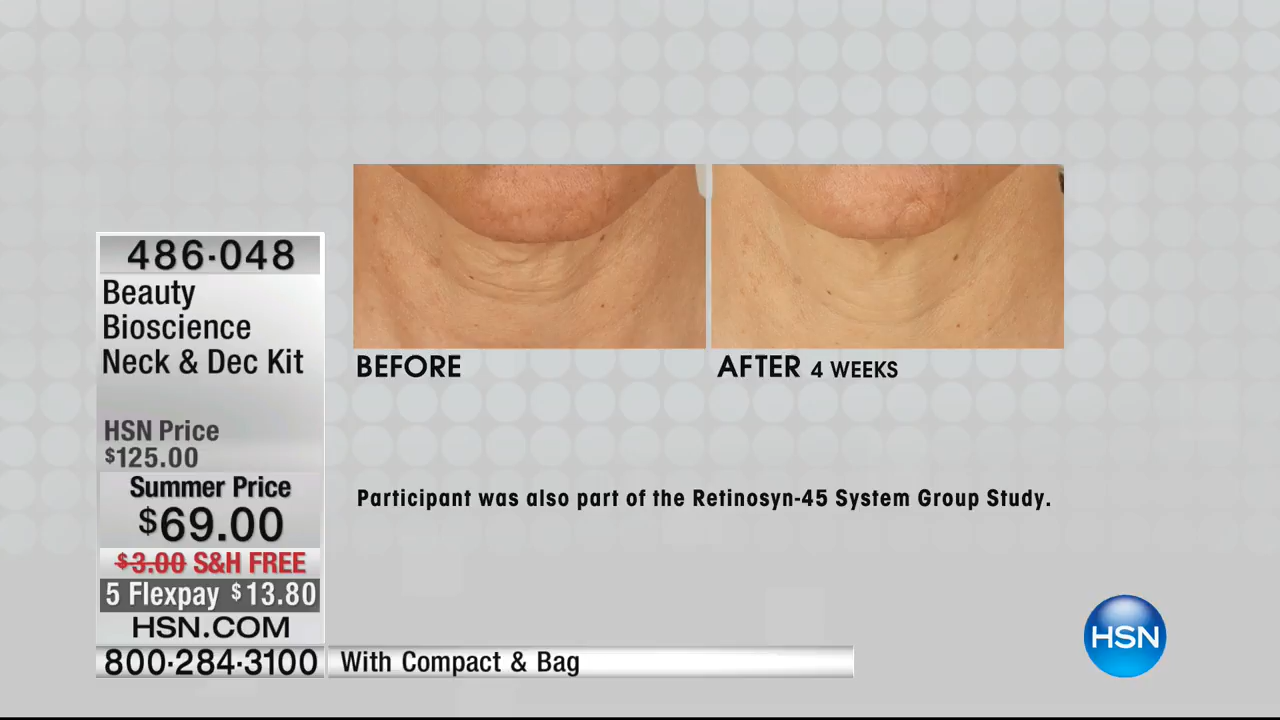 486·048
Beauty
Bioscience
Neck & Dec Kit
HSN Price
$125.00
Summer Price
$69.00
$3.00 S&H FREE
5 Flexpay $13.80
HSN.COM
800·284·3100
With Compact & Bag
BEFORE
AFTER 4 WEEKS
Participant was also part of the Retinosyn-45 System Group Study.
HSN